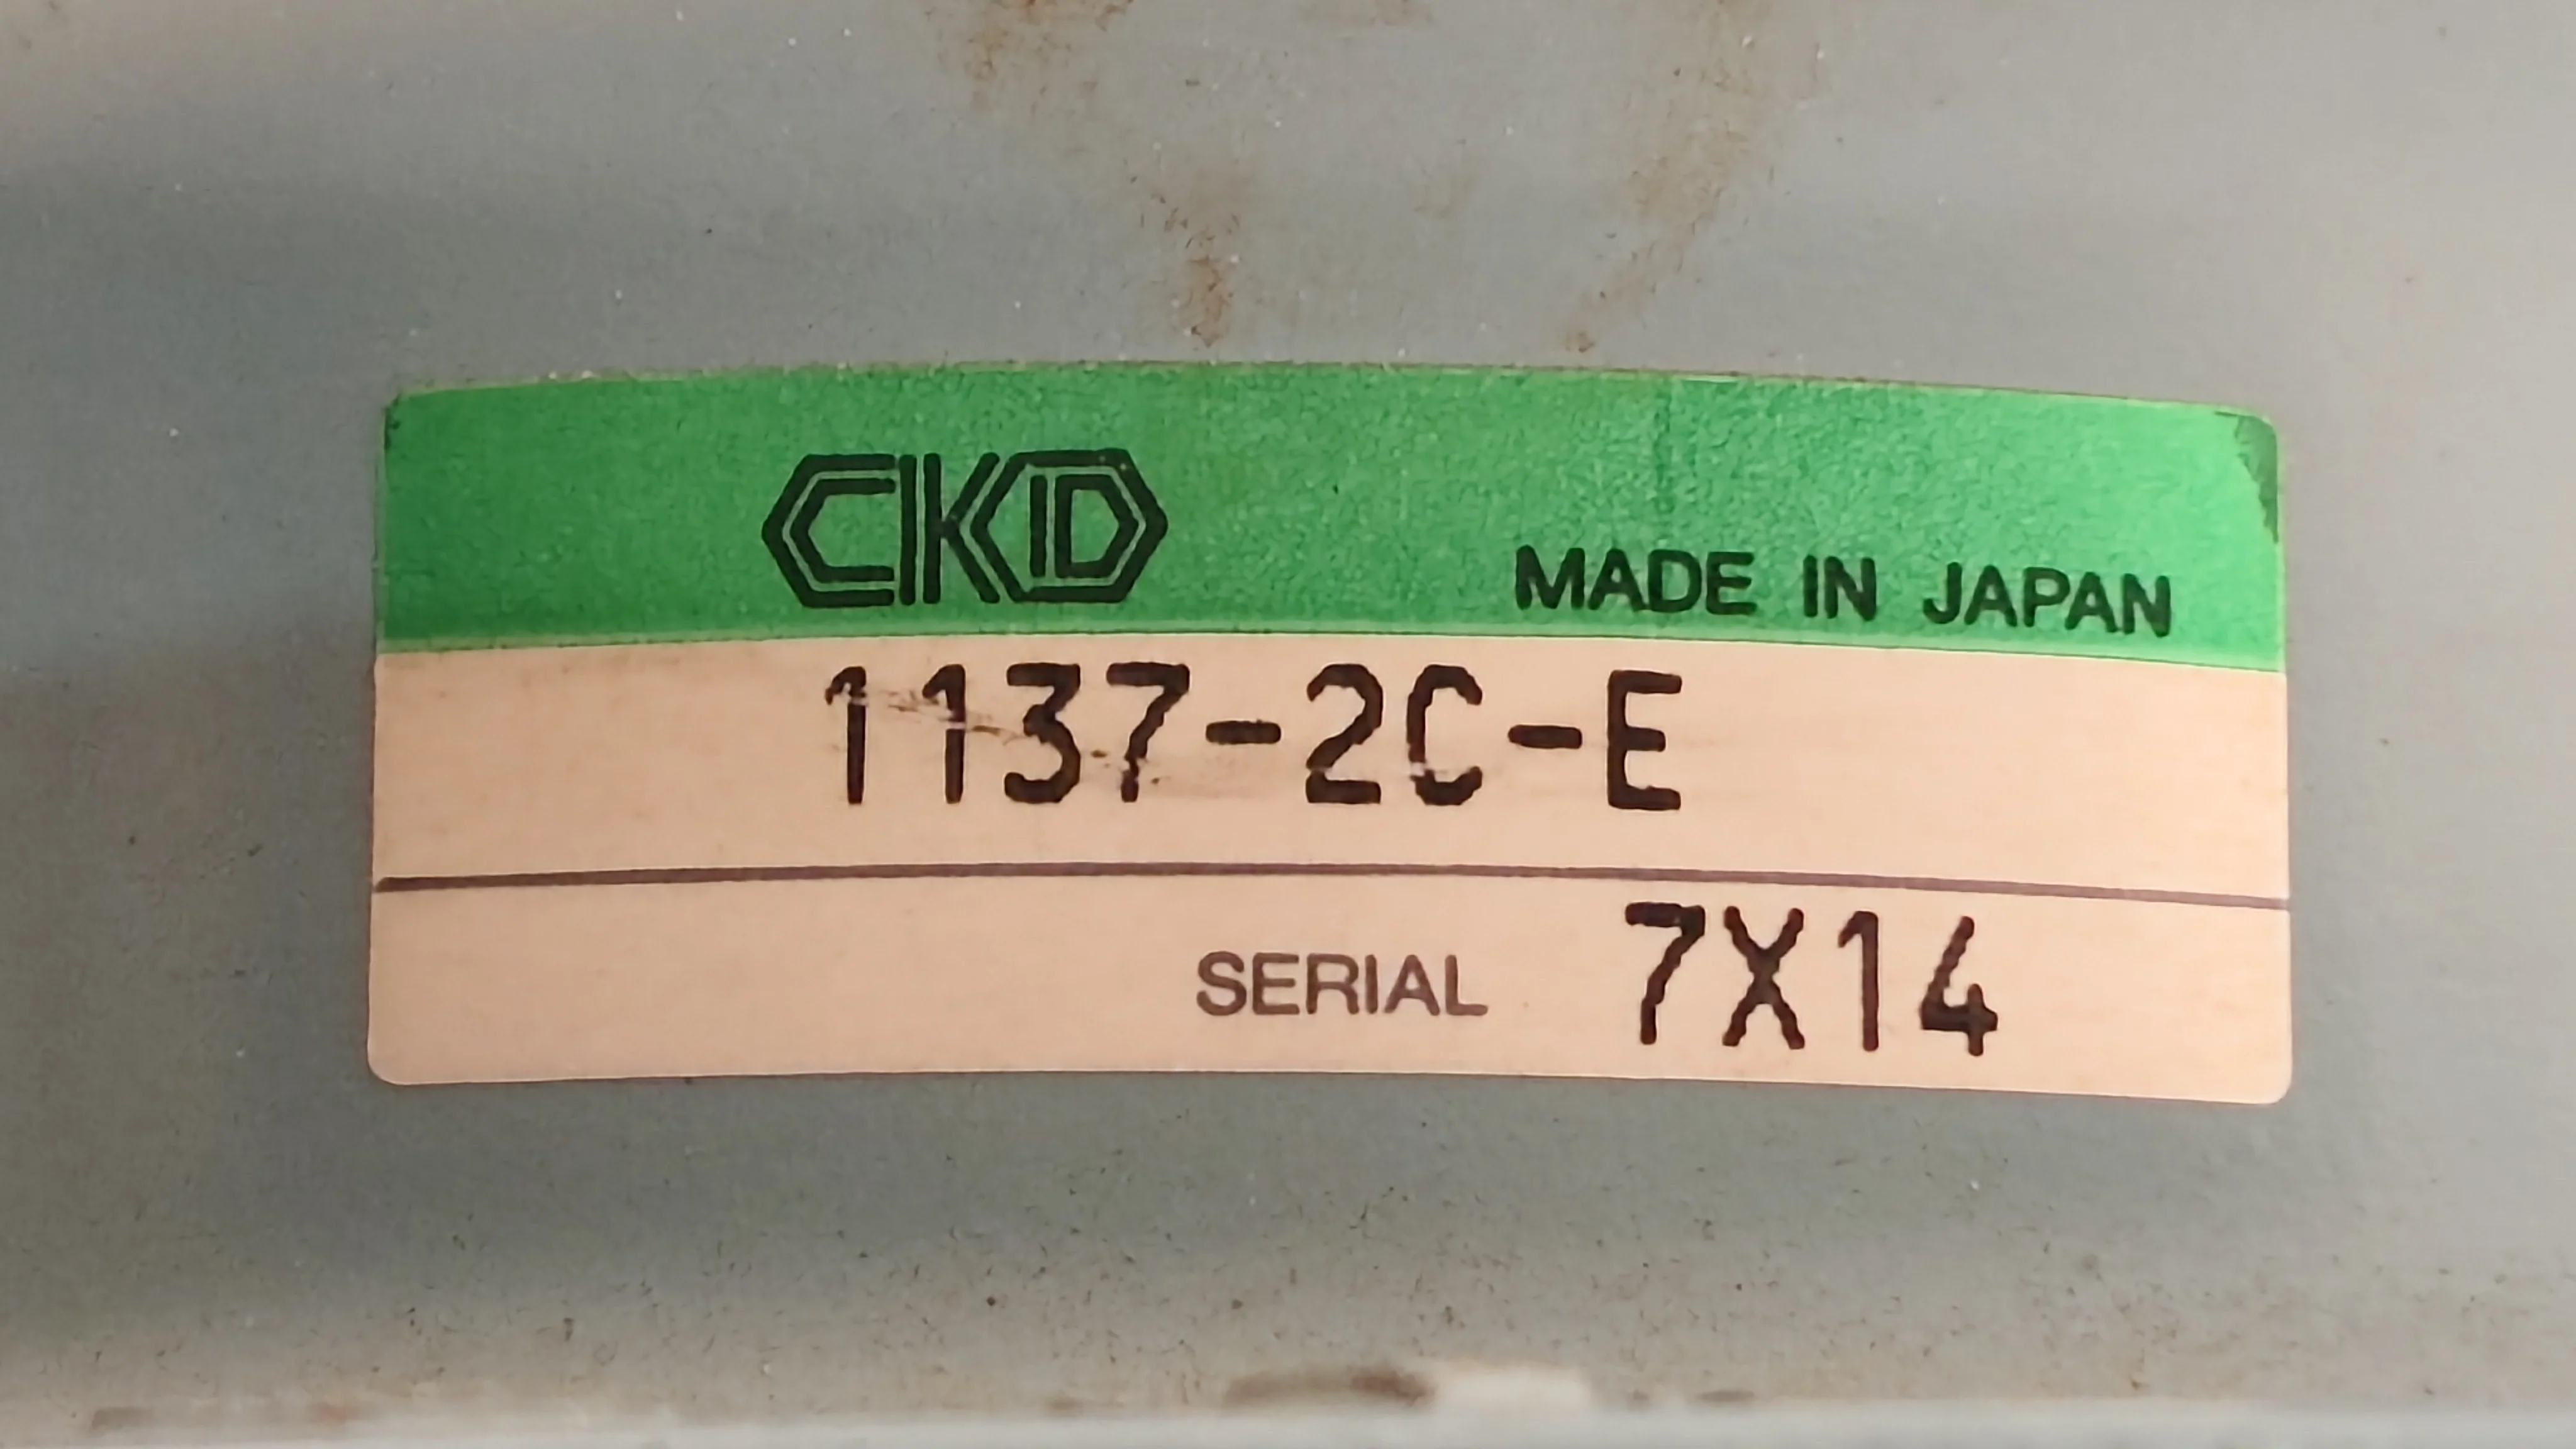 CKD
MADE IN JAPAN
1137-2C-E
SERIAL 7X14